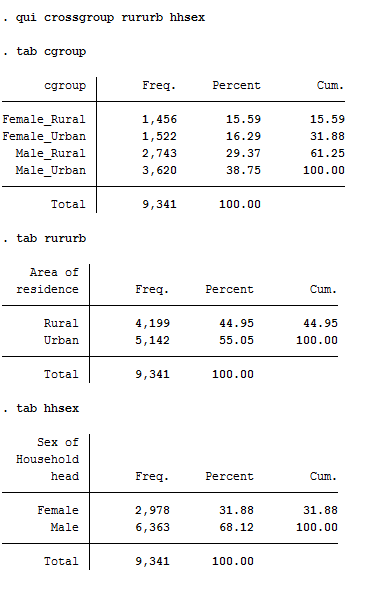 . qui crossgroup rururb hhsex
. tab cgroup
cgroup Freq. Percent Cum.
Female_Rural 1,456 15.59 15.59
Female_Urban 1,522 16.29 31.88
Male_Rural 2,743 29.37 61.25
Male_Urban 3,620 38.75 100.00
Total 9,341 100.00
. tab rururb
Area of
residence Freq. Percent Cum.
Rural 4,199 44.95 44.95
Urban 5,142 55.05 100.00
Total 9,341 100.00
. tab hhsex
Sex of
Household
head Freq. Percent Cum.
Female 2,978 31.88 31.88
Male 6,363 68.12 100.00
Total 9,341 100.00